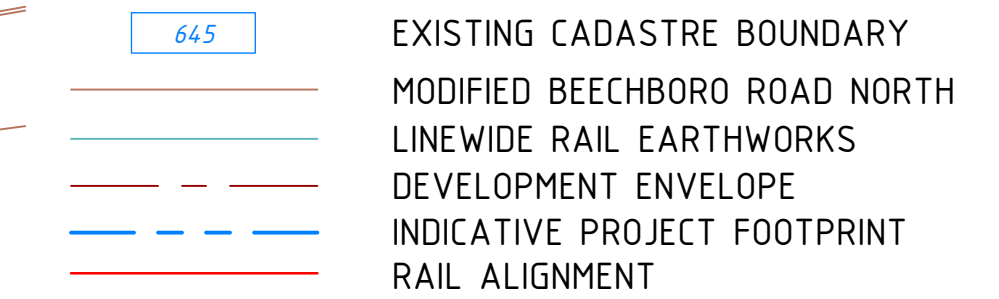 645 EXISTING CADASTRE BOUNDARY
MODIFIED BEECHBORO ROAD NORTH
LINEWIDE RAIL EARTHWORKS
DEVELOPMENT ENVELOPE
INDICATIVE PROJECT FOOTPRINT
RAIL ALIGNMENT